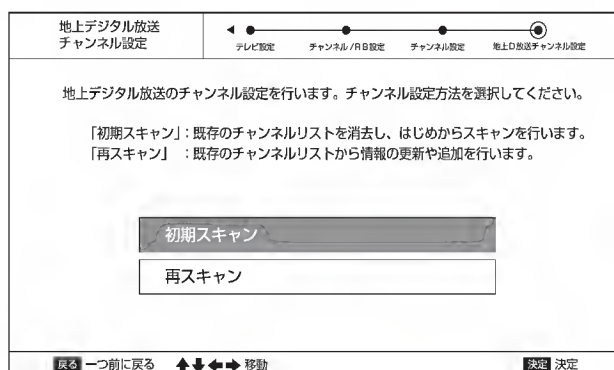 地上デジタル放送
チャンネル設定
テレビ設定 チャンネル/RB設定 チャンネル設定 地上D放送チャンネル設定
地上デジタル放送のチャンネル設定を行います。チャンネル設定方法を選択してください。
「初期スキャン」:既存のチャンネルリストを消去し、はじめからスキャンを行います。
「再スキャン」 :既存のチャンネルリストから情報の更新や追加を行います。
初期スキャン
再スキャン
戻る 一つ前に戻る 移動 決定 決定